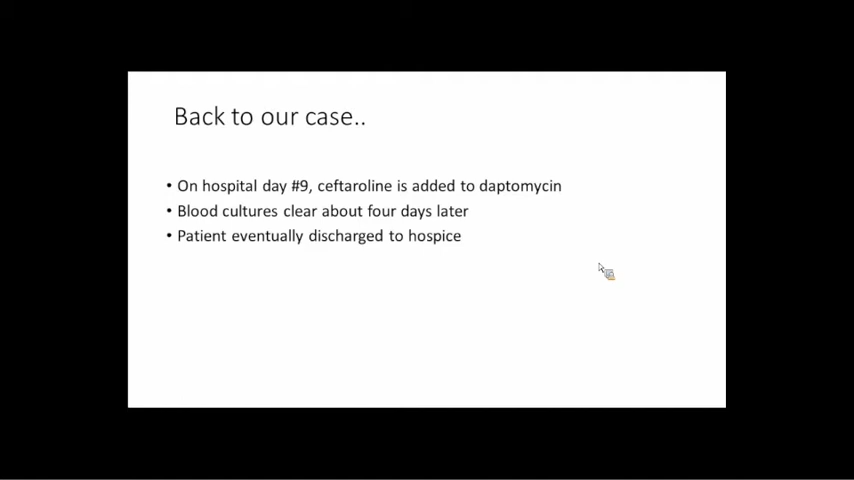 Back to our case..
• On hospital day #9, ceftaroline is added to daptomycin
• Blood cultures clear about four days later
• Patient eventually discharged to hospice